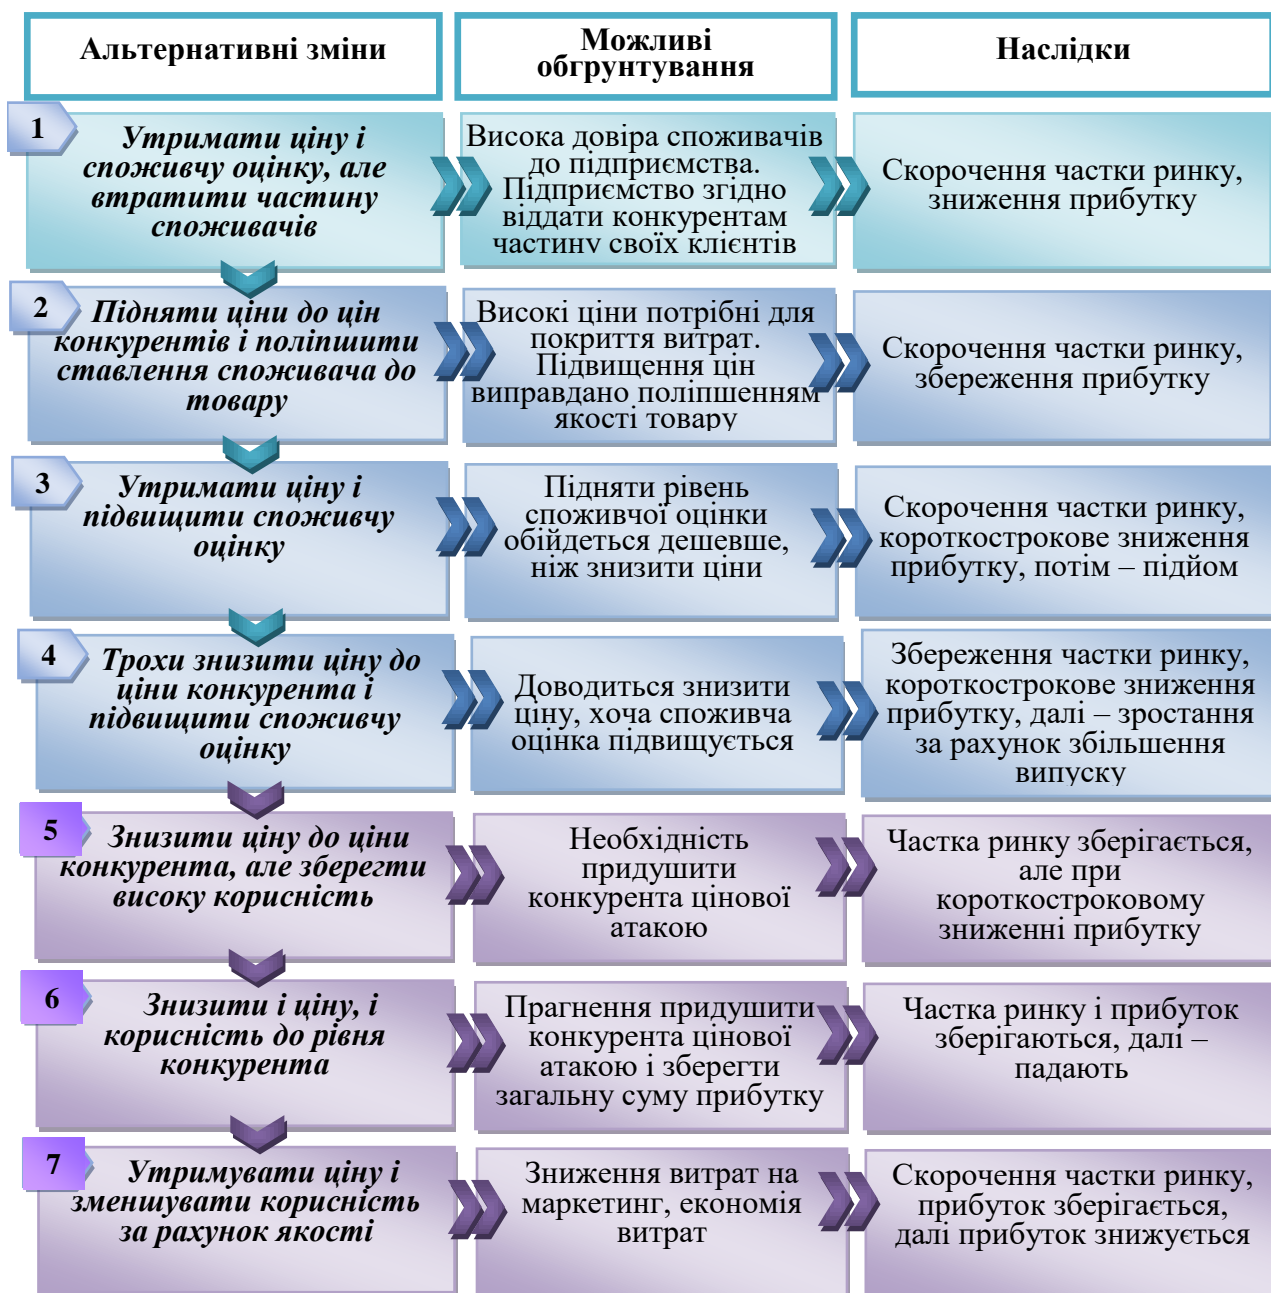 Альтернативні зміни
Можливі
обгрунтування
Наслідки
1
Утримати ціну і
споживчу оцінку, але
втратити частину
споживачів
Висока довіра споживачів
до підприємства.
Підприємство згідно
віддати конкурентам
частину своїх клієнтів
Скорочення частки ринку,
зниження прибутку
2
Підняти ціни до цін
конкурентів і поліпшити
ставлення споживача до
товару
Високі ціни потрібні для
покриття витрат.
Підвищення цін
виправдано поліпшенням
якості товару
Скорочення частки ринку,
збереження прибутку
3
Утримати ціну і
підвищити споживчу
оцінку
Підняти рівень
споживчої оцінки
обійдеться дешевше,
ніж знизити ціни
Скорочення частки ринку,
короткострокове зниження
прибутку, потім – підйом
4
Трохи знизити ціну до
ціни конкурента і
підвищити споживчу
оцінку
Доводиться знизити
ціну, хоча споживча
оцінка підвищується
Збереження частки ринку,
короткострокове зниження
прибутку, далі – зростання
за рахунок збільшення
випуску
5
Знизити ціну до ціни
конкурента, але зберегти
високу корисність
Необхідність
придушити
конкурента цінової
атакою
Частка ринку зберігається,
але при
короткостроковому
зниженні прибутку
6
Знизити і ціну, і
корисність до рівня
конкурента
Прагнення придушити
конкурента цінової
атакою і зберегти
загальну суму прибутку
Частка ринку і прибуток
зберігаються, далі –
падають
7
Утримувати ціну і
зменшувати корисність
за рахунок якості
Зниження витрат на
маркетинг, економія
витрат
Скорочення частки ринку,
прибуток зберігається,
далі прибуток знижується